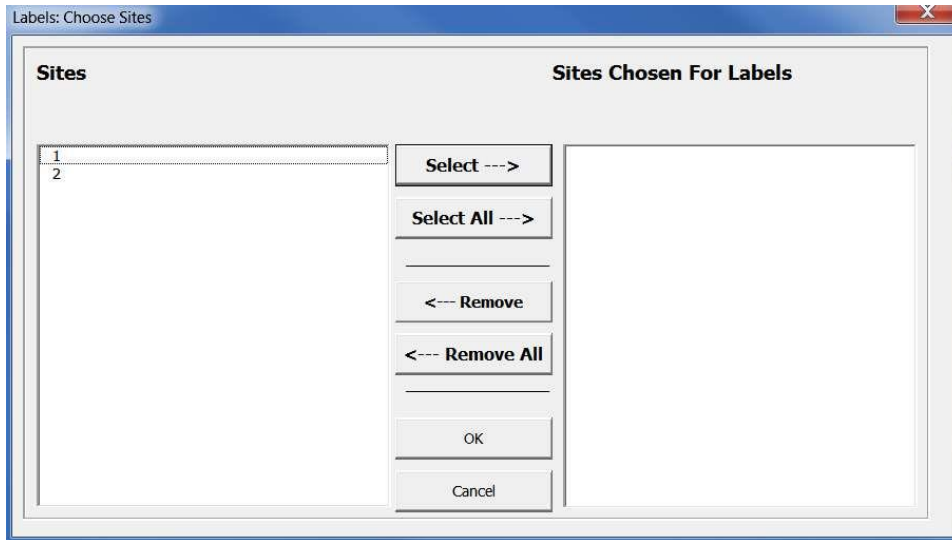 Labels: Choose Sites
Sites
Sites Chosen For Labels
1
2
Select --->
Select All --->
<--- Remove
<--- Remove All
OK
Cancel